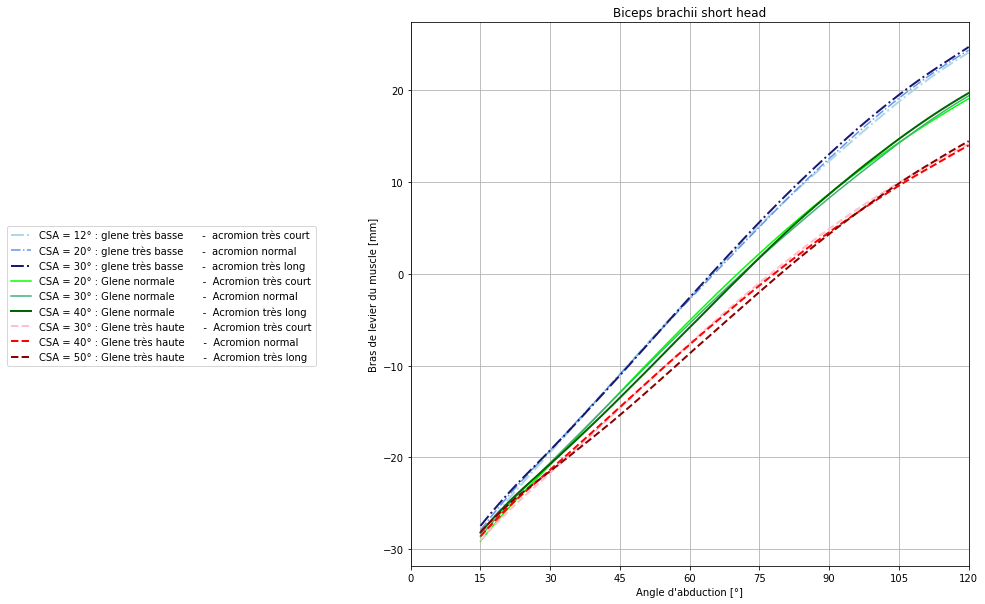 Biceps brachii short head
20
10
0
−10
−20
−30
Bras de levier du muscle [mm]
0 15 30 45 60 75 90 105 120
Angle d'abduction [°]
CSA = 12° : glene très basse - acromion très court
CSA = 20° : glene très basse - acromion normal
CSA = 30° : glene très basse - acromion très long
CSA = 20° : Glene normale - Acromion très court
CSA = 30° : Glene normale - Acromion normal
CSA = 40° : Glene normale - Acromion très long
CSA = 30° : Glene très haute - Acromion très court
CSA = 40° : Glene très haute - Acromion normal
CSA = 50° : Glene très haute - Acromion très long